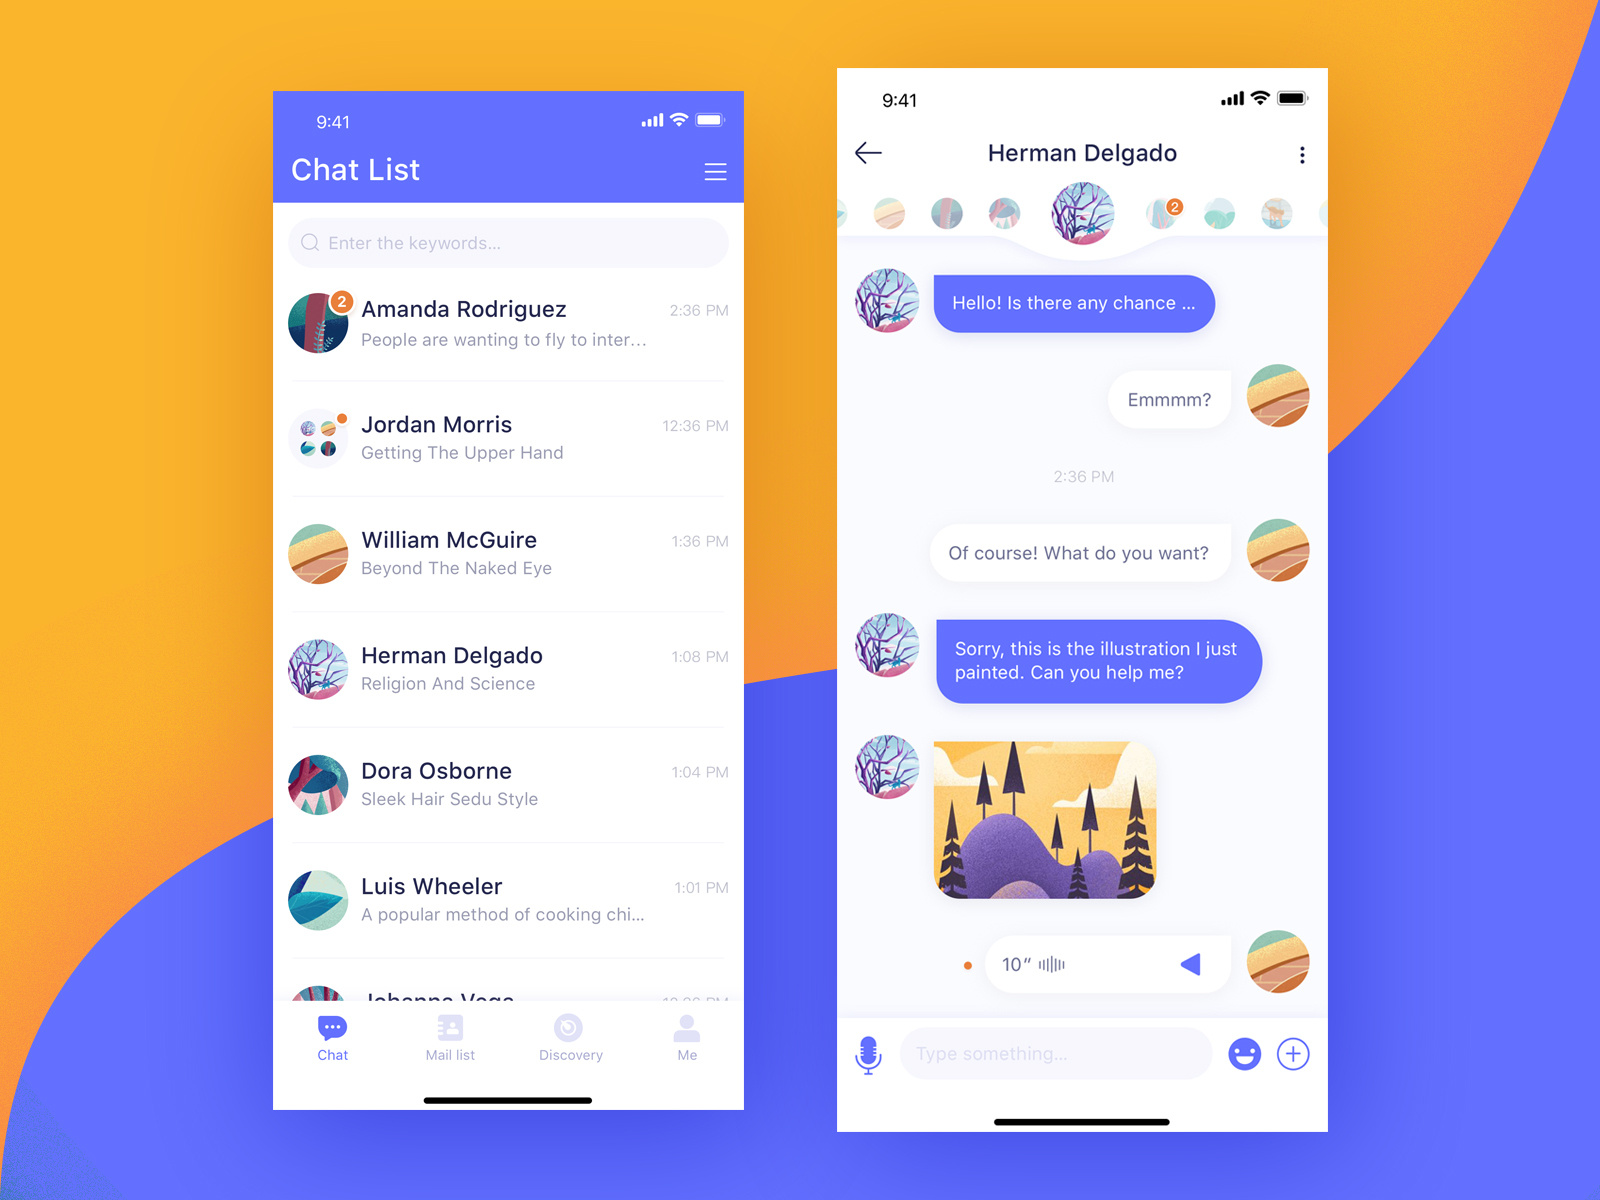 9:41
Chat List
Enter the keywords...
2
Amanda Rodriguez
2:36 PM
People are wanting to fly to inter...
Jordan Morris
12:36 PM
Getting The Upper Hand
William McGuire
1:36 PM
Beyond The Naked Eye
Herman Delgado
1:08 PM
Religion And Science
Dora Osborne
1:04 PM
Sleek Hair Sedu Style
Luis Wheeler
1:01 PM
A popular method of cooking chi...
Chat
Mail list
Discovery
Me
9:41
Herman Delgado
2
Hello! Is there any chance ...
Emmmm?
2:36 PM
Of course! What do you want?
Sorry, this is the illustration I just
painted. Can you help me?
10"
Type something...